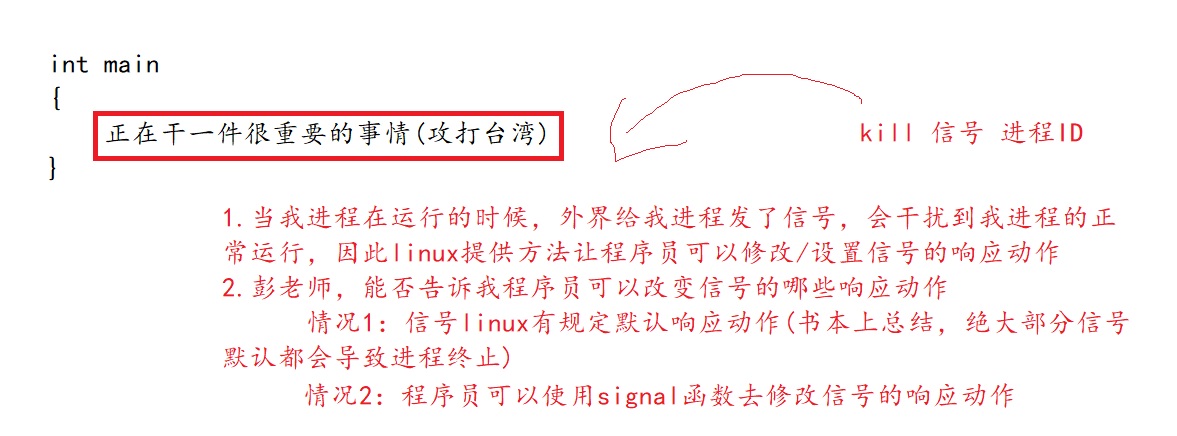 int main
{
正在干一件很重要的事情(攻打台湾)
kill 信号 进程ID
}
1.当我进程在运行的时候，外界给我进程发了信号，会干扰到我进程的正
常运行，因此linux提供方法让程序员可以修改/设置信号的响应动作
2.彭老师，能否告诉我程序员可以改变信号的哪些响应动作
情况1：信号linux有规定默认响应动作(书本上总结，绝大部分信号
默认都会导致进程终止)
情况2：程序员可以使用signal函数去修改信号的响应动作